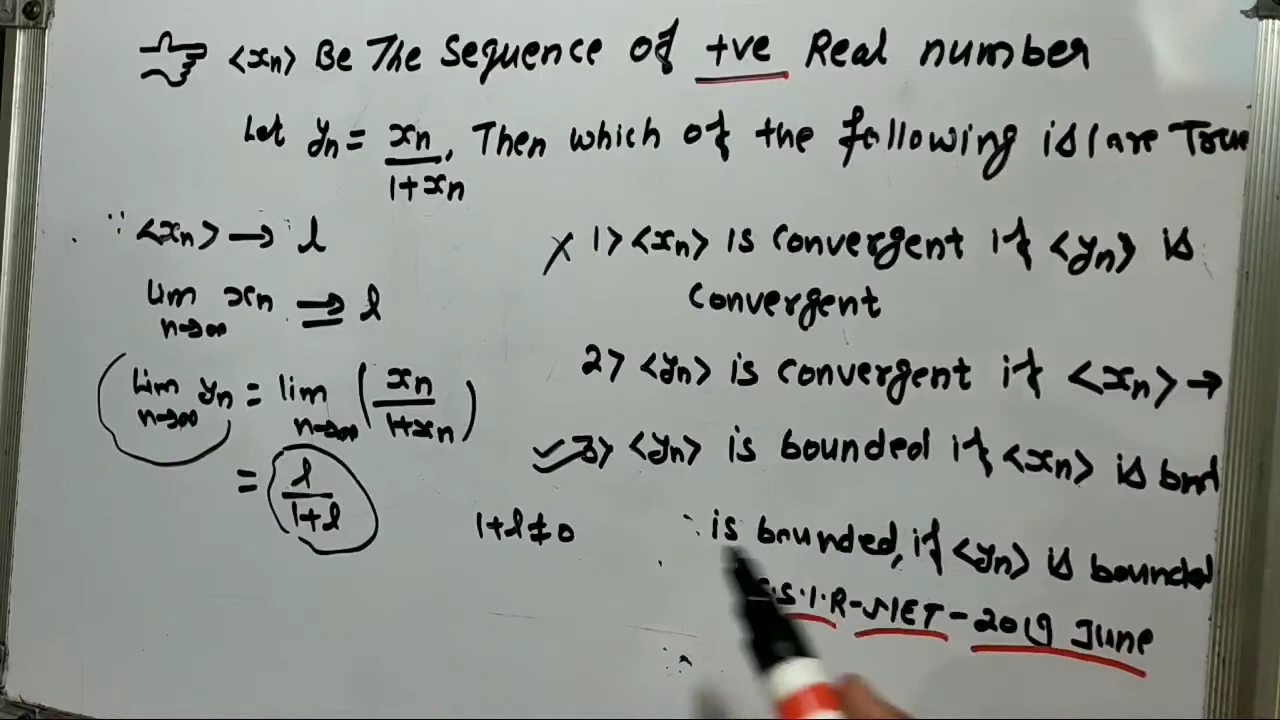 <xn> Be The Sequence of +ve Real number
Let yn = xn/1+xn, Then which of the following is/are True
∵ <xn> → l
lim n→∞ xn ⇒ l
lim n→∞ yn = lim n→∞ (xn/1+xn)
= l/1+l
1+l≠0
× 1> <xn> is convergent if <yn> is
convergent
2> <yn> is convergent if <xn> →
3> <yn> is bounded if <xn> is bnd
is bounded, if <yn> is bounded
S.I.R-NET-2019 June